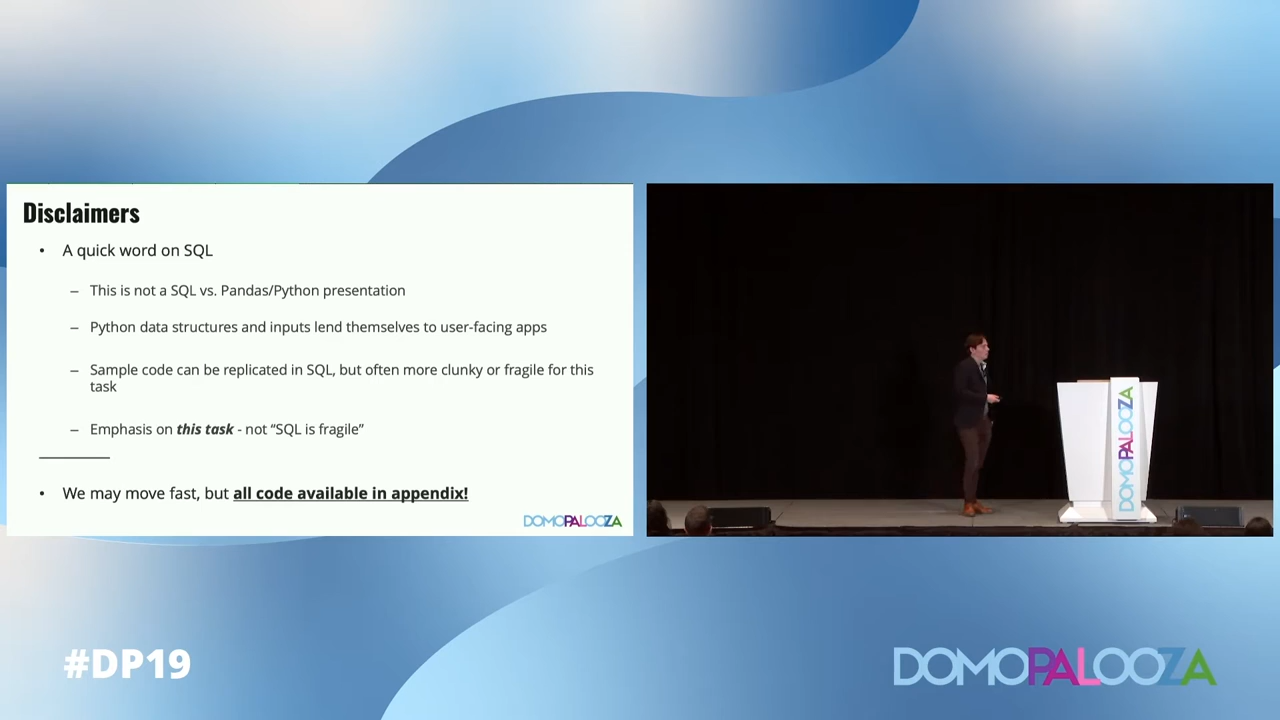 Disclaimers
• A quick word on SQL
– This is not a SQL vs. Pandas/Python presentation
– Python data structures and inputs lend themselves to user-facing apps
– Sample code can be replicated in SQL, but often more clunky or fragile for this
task
– Emphasis on this task - not “SQL is fragile”
• We may move fast, but all code available in appendix!
DOMOPALOOZA
DOMOPALOOZA
#DP19
DOMOPALOOZA